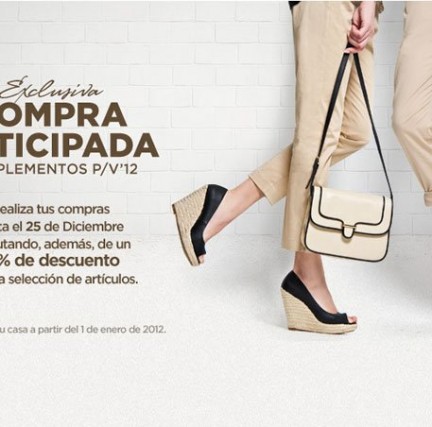 Exclusiva
OMPRA
TICIPADA
PLEMENTOS P/V'12
ealiza tus compras
a el 25 de Diciembre
utando, además, de un
% de descuento
a selección de artículos.
u casa a partir del 1 de enero de 2012.